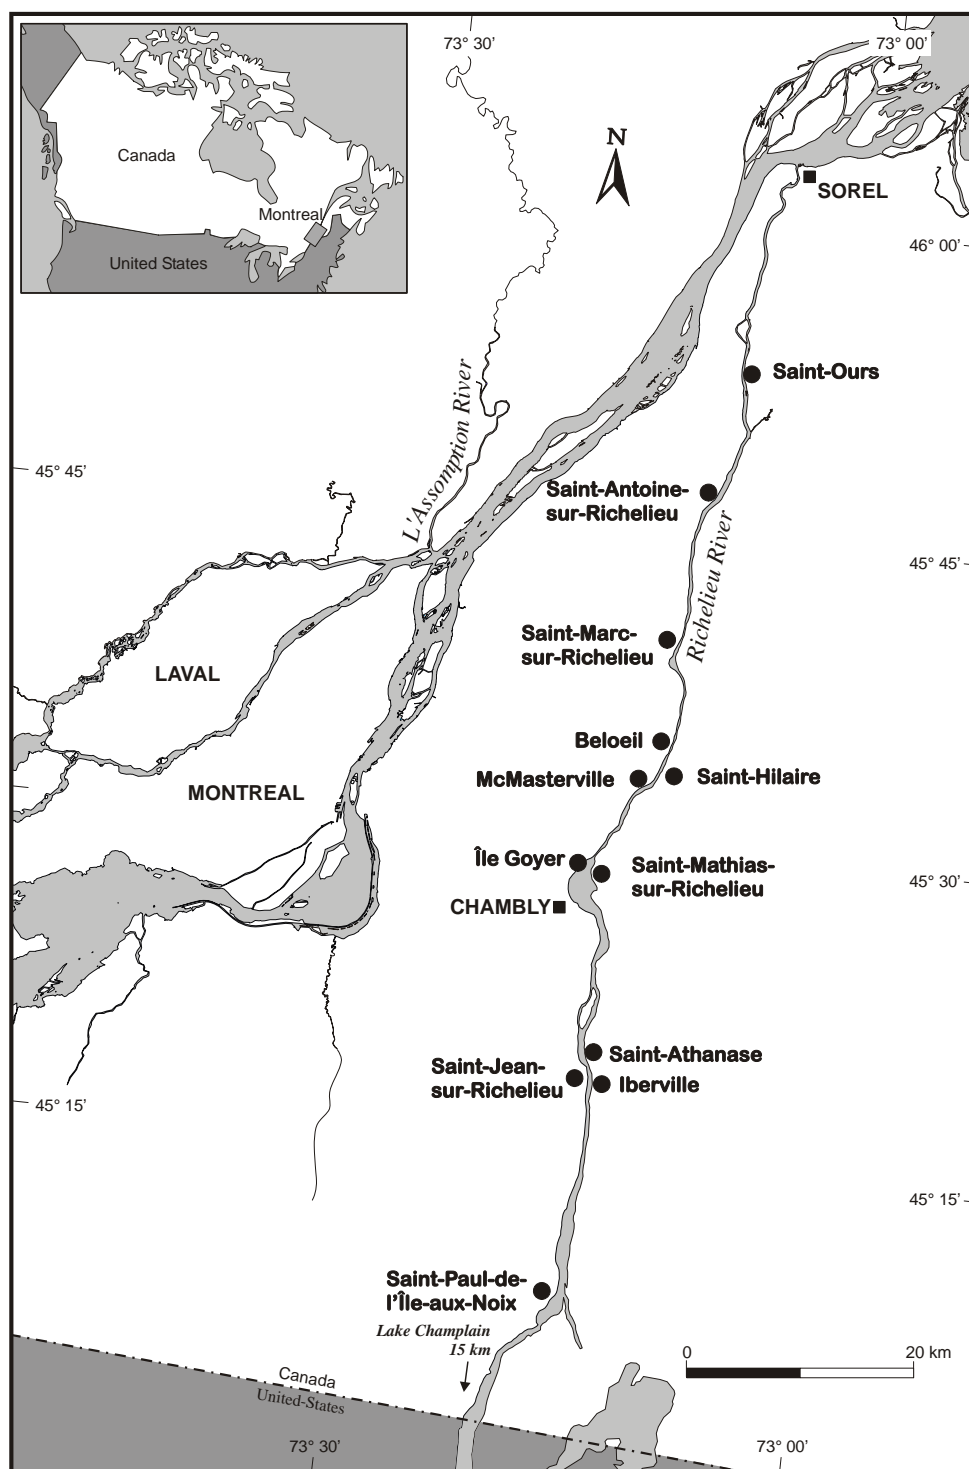 73° 30'
73° 00'
Canada
Montreal
United States
N
SOREL
46° 00'
Saint-Ours
L'Assomption River
45° 45'
Saint-Antoine-
sur-Richelieu
Richelieu River
45° 45'
Saint-Marc-
sur-Richelieu
LAVAL
Beloeil
McMasterville
Saint-Hilaire
MONTREAL
Île Goyer
Saint-Mathias-
sur-Richelieu
45° 30'
CHAMBLY
Saint-Athanase
Saint-Jean-
sur-Richelieu
Iberville
45° 15'
45° 15'
Saint-Paul-de-
l'Île-aux-Noix
Lake Champlain
15 km
0
20 km
Canada
United-States
73° 30'
73° 00'